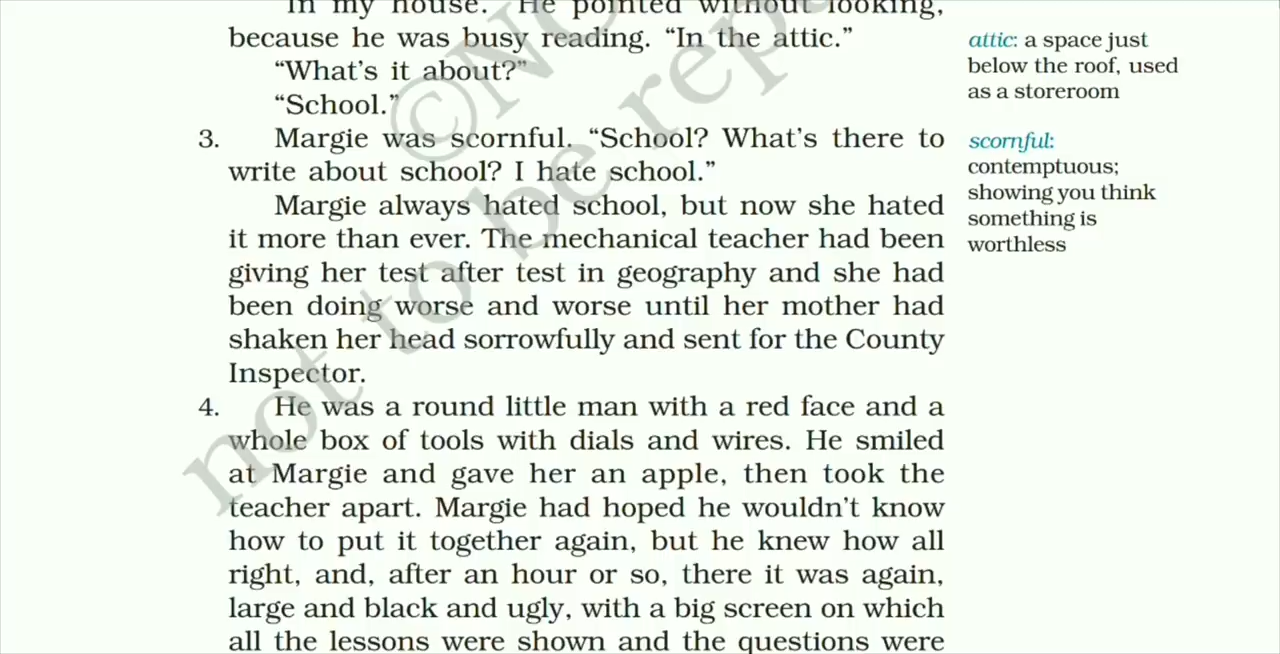 In my house." He pointed without looking,
because he was busy reading. "In the attic."
"What's it about?"
"School."
3. Margie was scornful. "School? What's there to
write about school? I hate school."
Margie always hated school, but now she hated
it more than ever. The mechanical teacher had been
giving her test after test in geography and she had
been doing worse and worse until her mother had
shaken her head sorrowfully and sent for the County
Inspector.
4. He was a round little man with a red face and a
whole box of tools with dials and wires. He smiled
at Margie and gave her an apple, then took the
teacher apart. Margie had hoped he wouldn't know
how to put it together again, but he knew how all
right, and, after an hour or so, there it was again,
large and black and ugly, with a big screen on which
all the lessons were shown and the questions were
attic: a space just
below the roof, used
as a storeroom
scornful:
contemptuous;
showing you think
something is
worthless
not to be